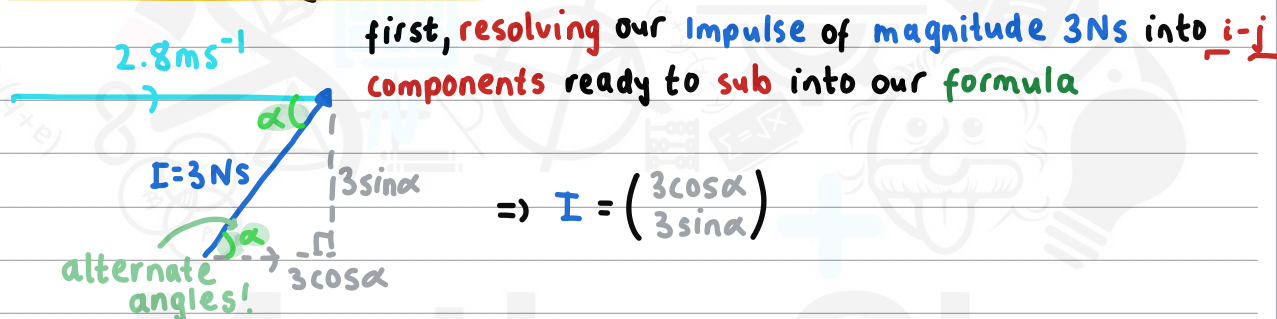 first, resolving our Impulse of magnitude 3Ns into i-j
components ready to sub into our formula
2.8ms⁻¹
α
I=3Ns
3sinα
α
3cosα
alternate
angles!
=> I = (3cosα
3sinα)